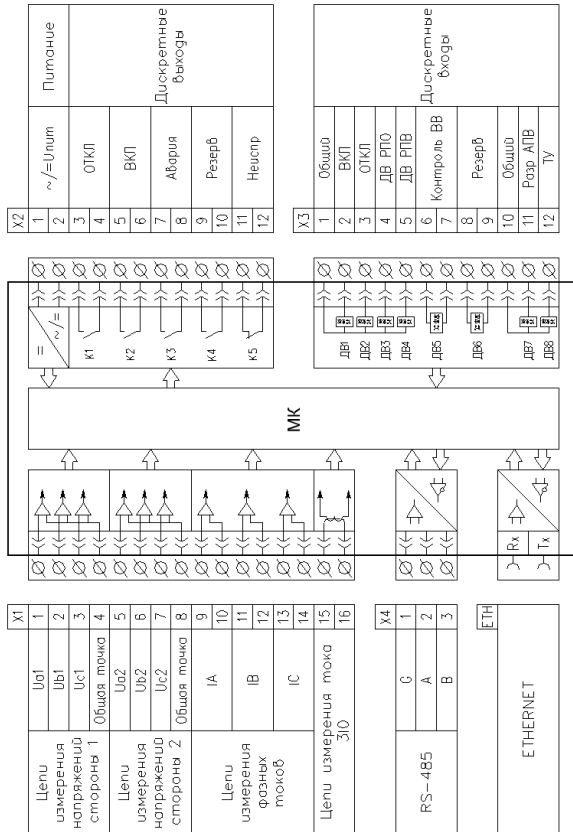 X2
1
~/=Uпит
Питание
2
3
ОТКЛ
Дискретные
выходы
4
5
ВКЛ
6
7
Авария
8
9
Резерв
10
11
Неиспр
12
X3
1
Общий
Дискретные
входы
2
ВКЛ
3
ОТКЛ
4
ДВ РПО
5
ДВ РПВ
6
Контроль ВВ
7
8
Резерв
9
10
Общий
11
Разр АПВ
12
ТУ
=
~/=
К1
К2
К3
К4
К5
ДВ1
ДВ2
ДВ3
ДВ4
ДВ5
ДВ6
ДВ7
ДВ8
МК
Rx
Tx
X1
Цепи
измерения
напряжений
стороны 1
Ua1
1
Ub1
2
Uc1
3
Общая точка
4
Цепи
измерения
напряжений
стороны 2
Ua2
5
Ub2
6
Uc2
7
Общая точка
8
Цепи
измерения
фазных
токов
IA
9
10
IB
11
12
IC
13
14
Цепи измерения тока
3I0
15
16
X4
RS-485
G
1
A
2
B
3
ETH
ETHERNET